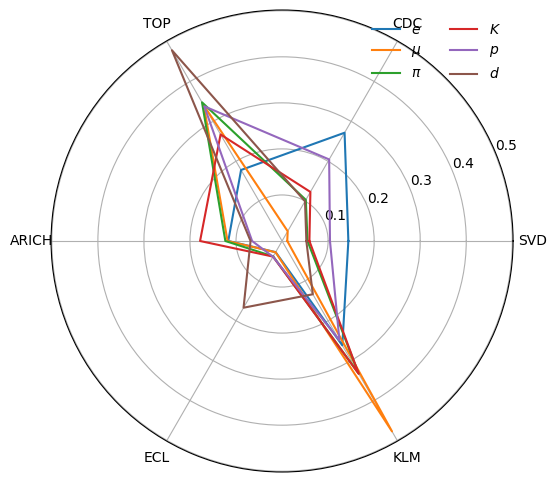 TOP
CDC
e K
μ p
π d
0.5
0.4
0.3
0.2
0.1
ARICH
SVD
ECL
KLM